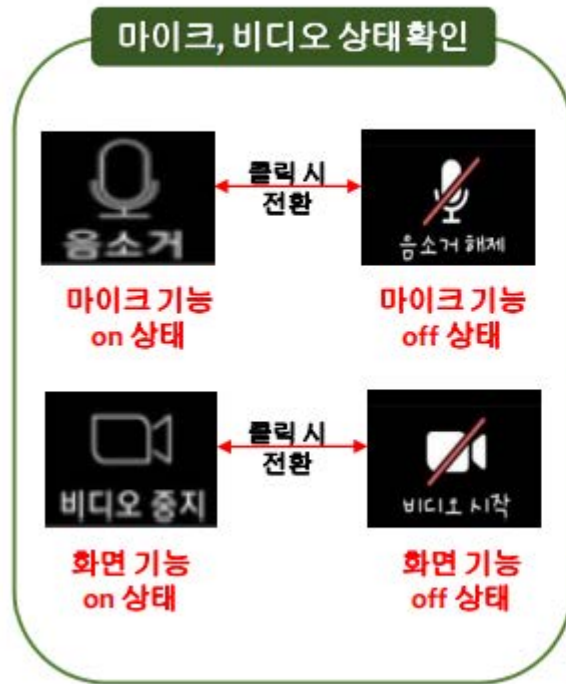 마이크, 비디오 상태확인
음소거
클릭 시
전환
음소거 해제
마이크 기능
on 상태
마이크 기능
off 상태
비디오 중지
클릭 시
전환
비디오 시작
화면 기능
on 상태
화면 기능
off 상태